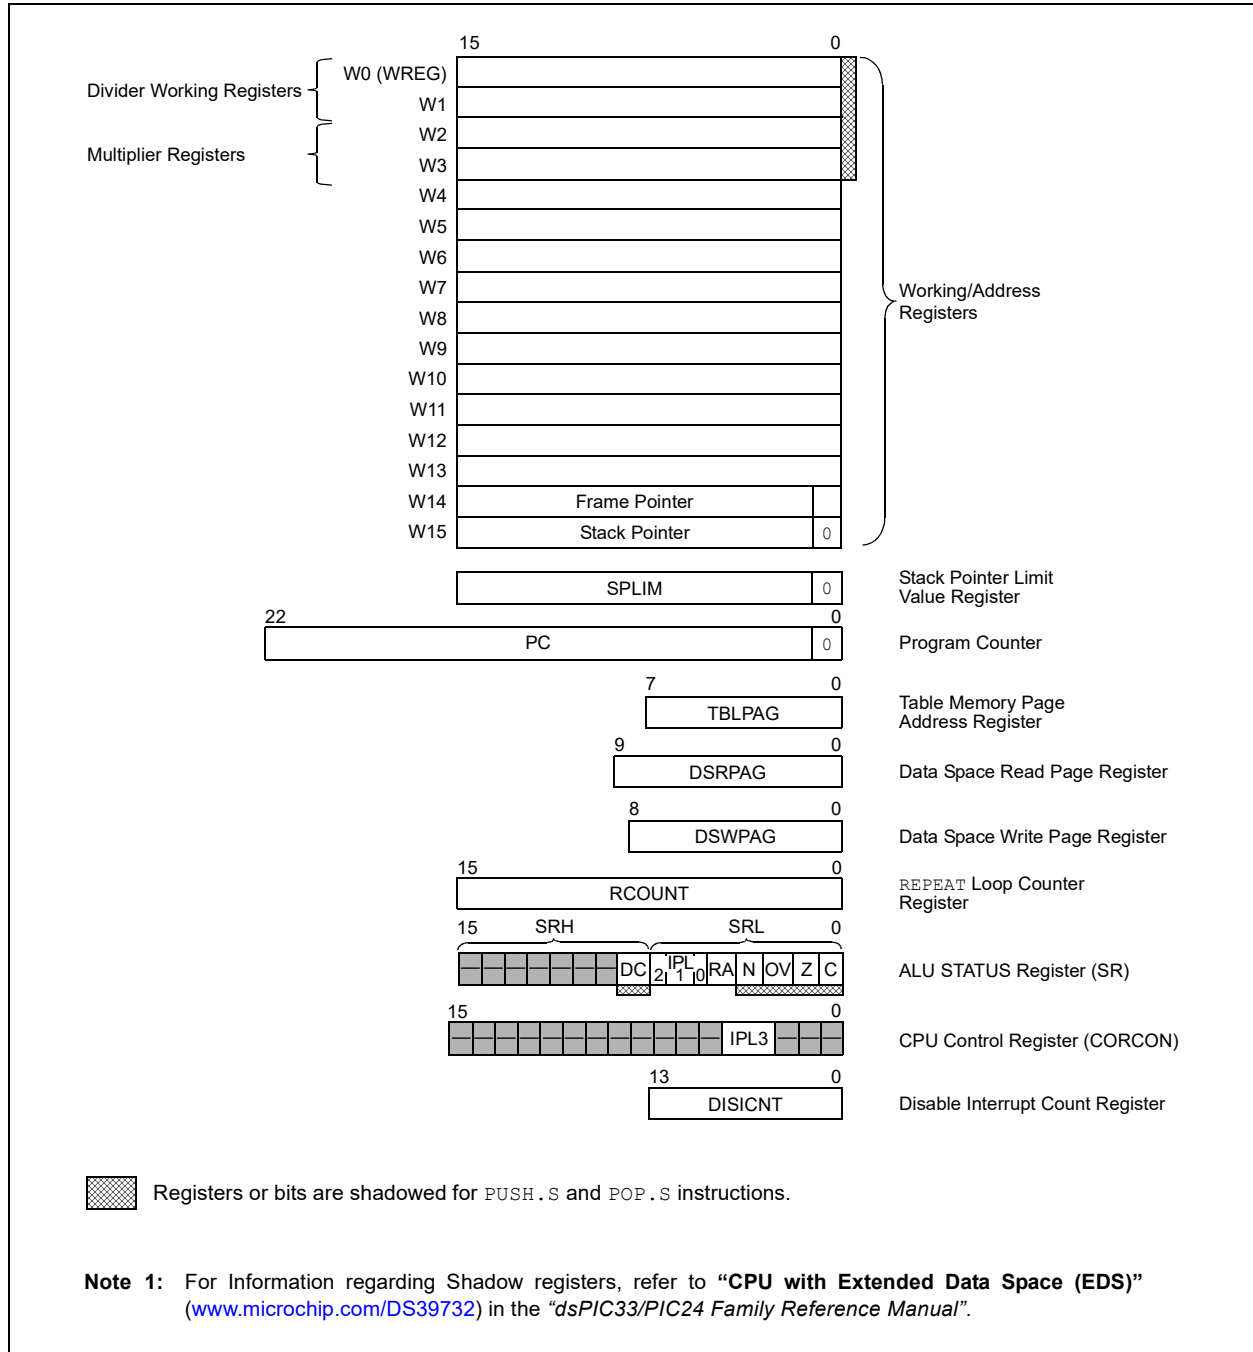 15 0
Divider Working Registers
Multiplier Registers
W0 (WREG)
W1
W2
W3
W4
W5
W6
W7
W8
W9
W10
W11
W12
W13
W14 Frame Pointer
W15 Stack Pointer 0
Working/Address
Registers
SPLIM 0
Stack Pointer Limit
Value Register
22 0
PC 0 Program Counter
7 0
TBLPAG
Table Memory Page
Address Register
9 0
DSRPAG Data Space Read Page Register
8 0
DSWPAG Data Space Write Page Register
15 0
RCOUNT
REPEAT Loop Counter
Register
15 SRH SRL 0
— — — — — — — DC 2 IPL 1 0 RA N OV Z C ALU STATUS Register (SR)
15 0
— — — — — — — — — — — — IPL3 — — — CPU Control Register (CORCON)
13 0
DISICNT Disable Interrupt Count Register
Registers or bits are shadowed for PUSH.S and POP.S instructions.
Note 1: For Information regarding Shadow registers, refer to “CPU with Extended Data Space (EDS)”
(www.microchip.com/DS39732) in the “dsPIC33/PIC24 Family Reference Manual”.